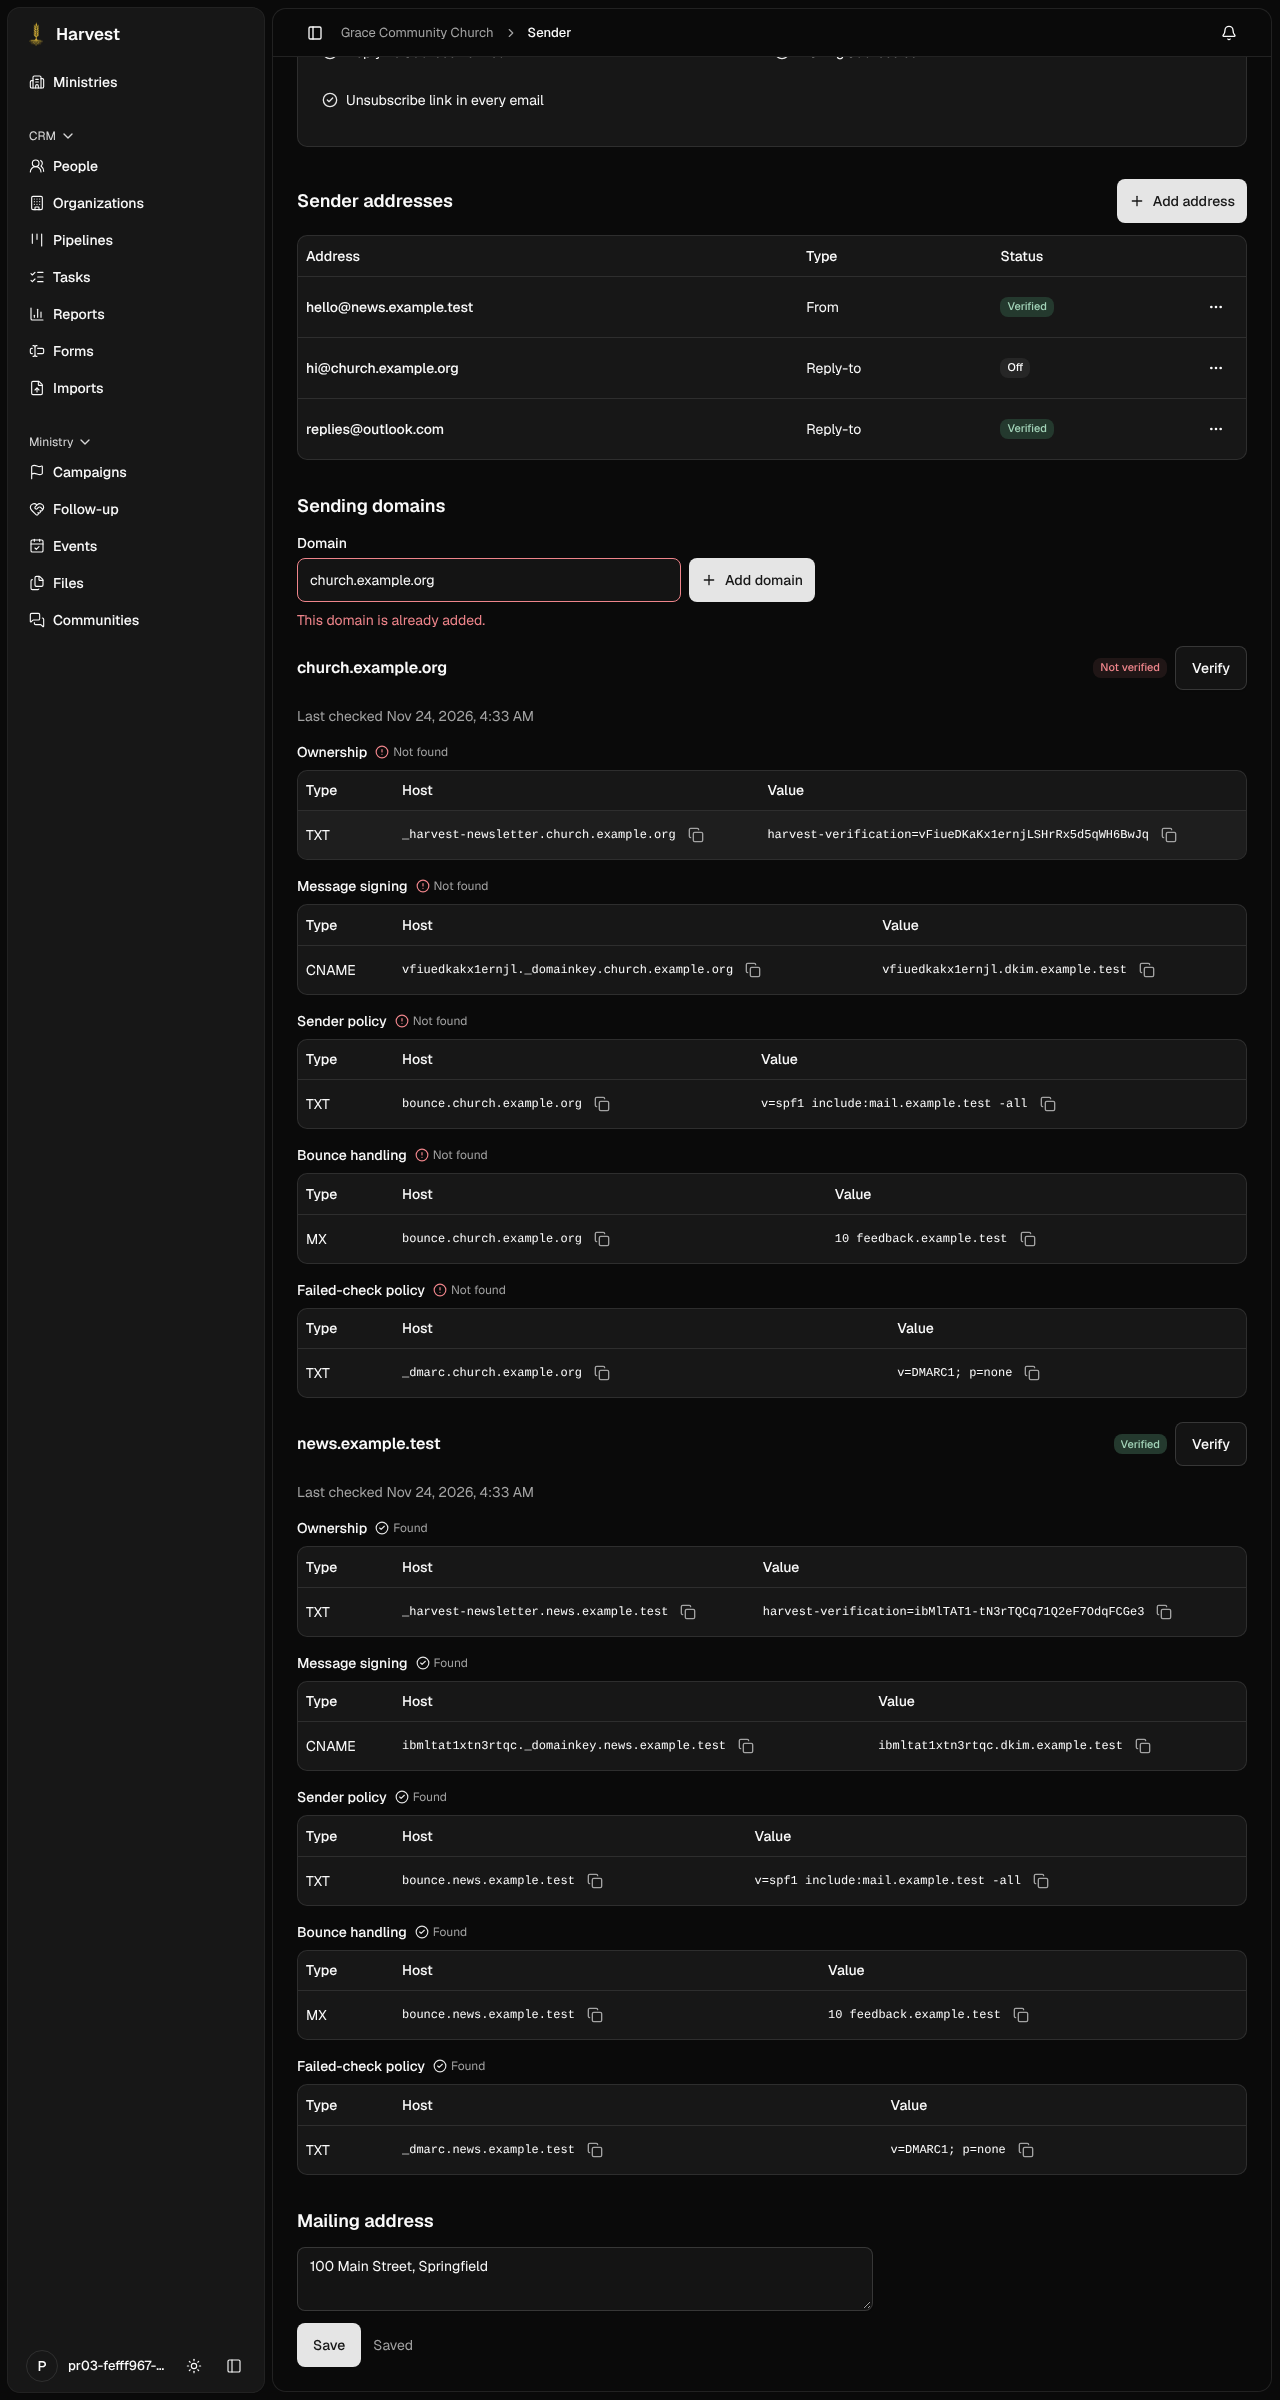 Harvest
Grace Community Church > Sender
Ministries
Unsubscribe link in every email
CRM
People
Organizations
Pipelines
Tasks
Reports
Forms
Imports
Ministry
Campaigns
Follow-up
Events
Files
Communities
Sender addresses
Add address
Address Type Status
hello@news.example.test From Verified
hi@church.example.org Reply-to Off
replies@outlook.com Reply-to Verified
Sending domains
Domain
church.example.org
Add domain
This domain is already added.
church.example.org Not verified Verify
Last checked Nov 24, 2026, 4:33 AM
Ownership Not found
Type Host Value
TXT _harvest-newsletter.church.example.org harvest-verification=vFiueDKaKx1ernjLSHrRx5d5qWH6BwJq
Message signing Not found
Type Host Value
CNAME vfiuedkakx1ernjl._domainkey.church.example.org vfiuedkakx1ernjl.dkim.example.test
Sender policy Not found
Type Host Value
TXT bounce.church.example.org v=spf1 include:mail.example.test -all
Bounce handling Not found
Type Host Value
MX bounce.church.example.org 10 feedback.example.test
Failed-check policy Not found
Type Host Value
TXT _dmarc.church.example.org v=DMARC1; p=none
news.example.test Verified Verify
Last checked Nov 24, 2026, 4:33 AM
Ownership Found
Type Host Value
TXT _harvest-newsletter.news.example.test harvest-verification=ibMlTAT1-tN3rTQCq71Q2eF7OdqFCGe3
Message signing Found
Type Host Value
CNAME ibmltat1xtn3rtqc._domainkey.news.example.test ibmltat1xtn3rtqc.dkim.example.test
Sender policy Found
Type Host Value
TXT bounce.news.example.test v=spf1 include:mail.example.test -all
Bounce handling Found
Type Host Value
MX bounce.news.example.test 10 feedback.example.test
Failed-check policy Found
Type Host Value
TXT _dmarc.news.example.test v=DMARC1; p=none
Mailing address
100 Main Street, Springfield
Save Saved
P pr03-fefff967-...